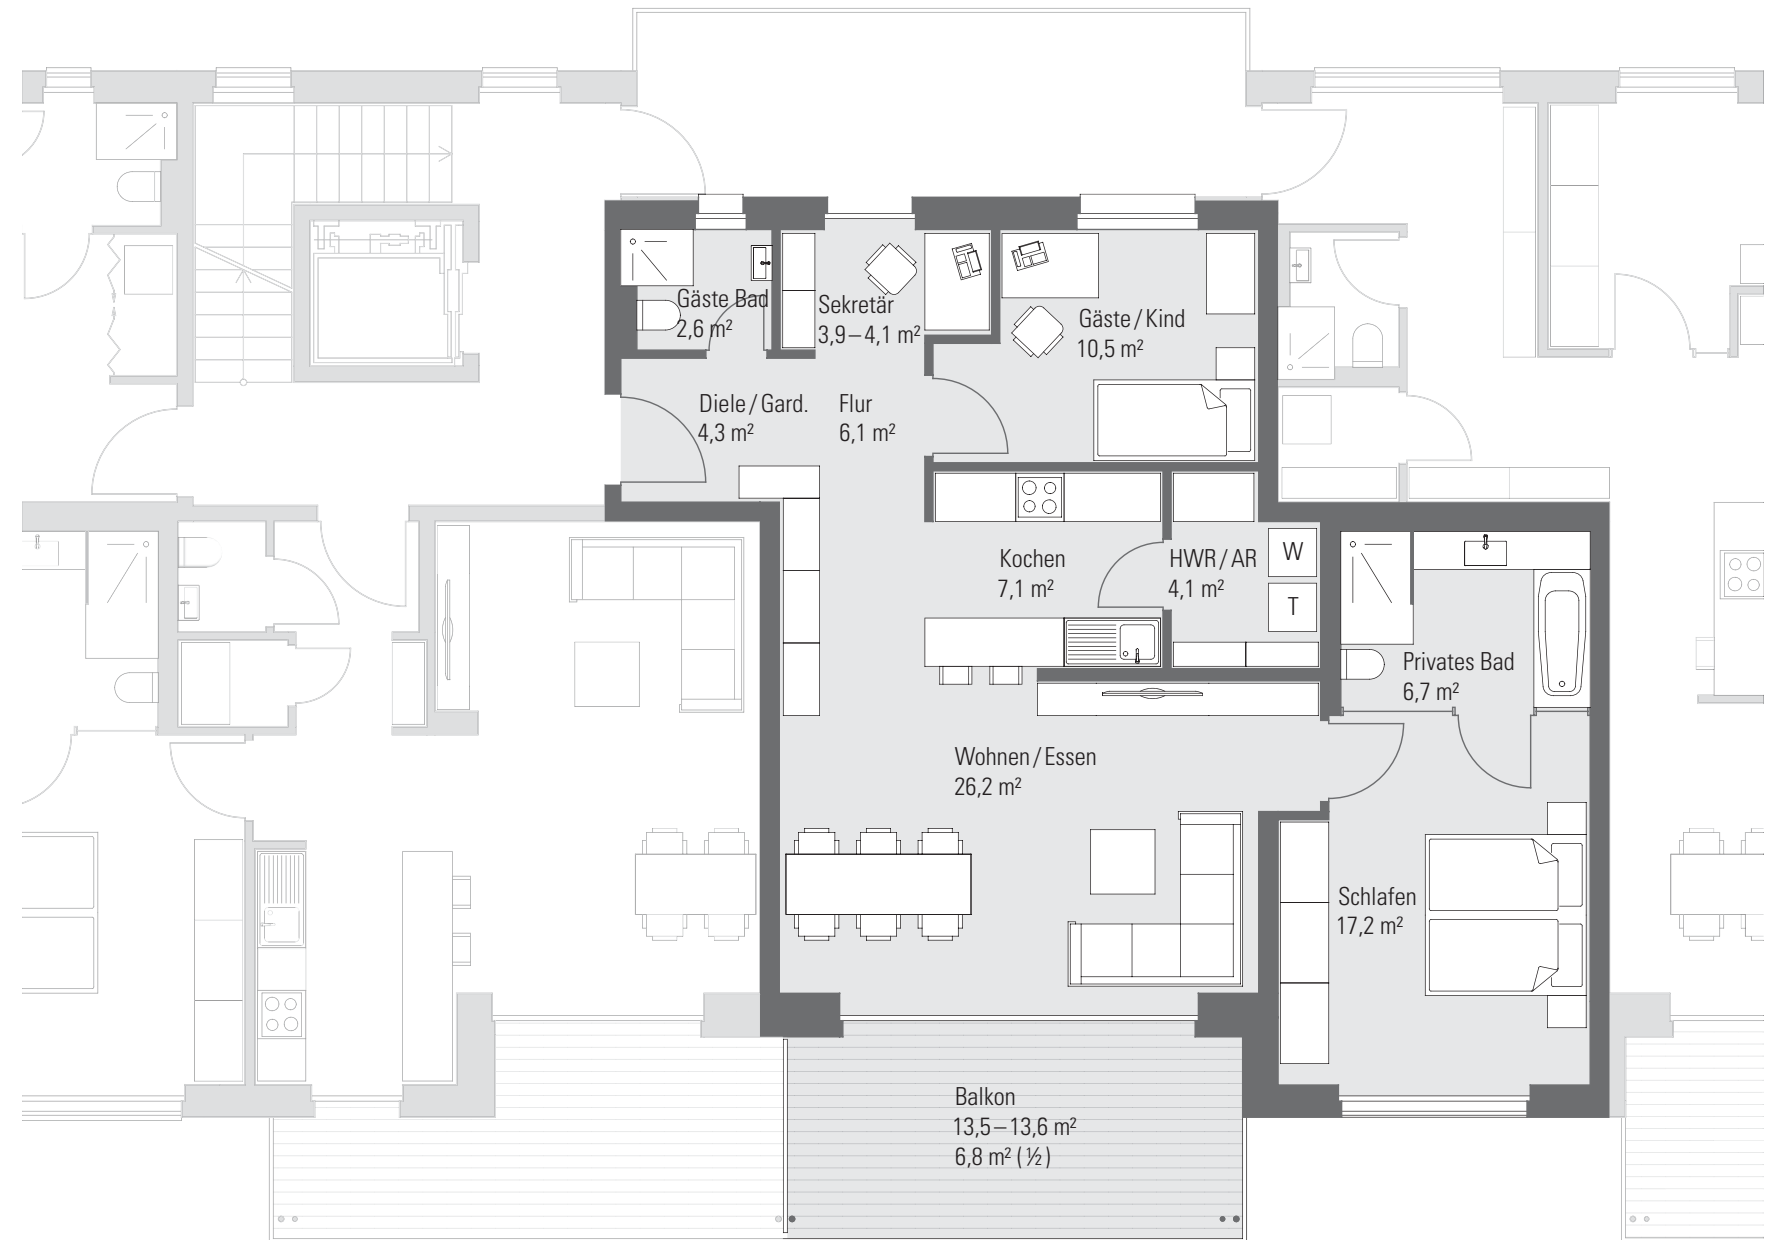 Gäste Bad
2,6 m²
Sekretär
3,9 – 4,1 m²
Gäste / Kind
10,5 m²
Diele / Gard.
4,3 m²
Flur
6,1 m²
Kochen
7,1 m²
HWR / AR
4,1 m²
W
T
Privates Bad
6,7 m²
Wohnen / Essen
26,2 m²
Schlafen
17,2 m²
Balkon
13,5 – 13,6 m²
6,8 m² ( ½ )